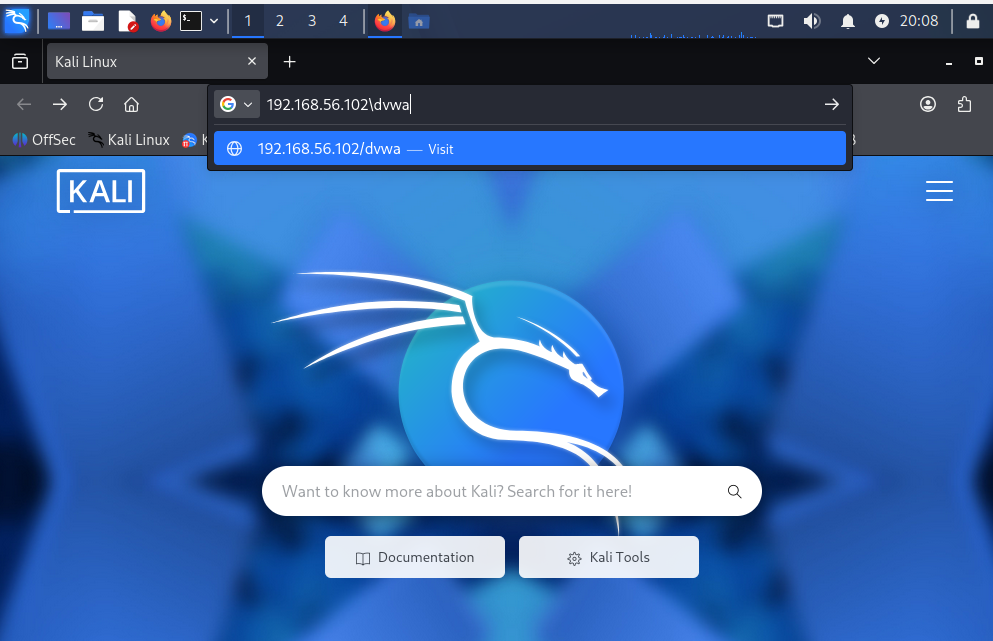 1 2 3 4 20:08
Kali Linux
192.168.56.102\dvwa
OffSec Kali Linux
192.168.56.102/dvwa — Visit
KALI
Want to know more about Kali? Search for it here!
Documentation Kali Tools